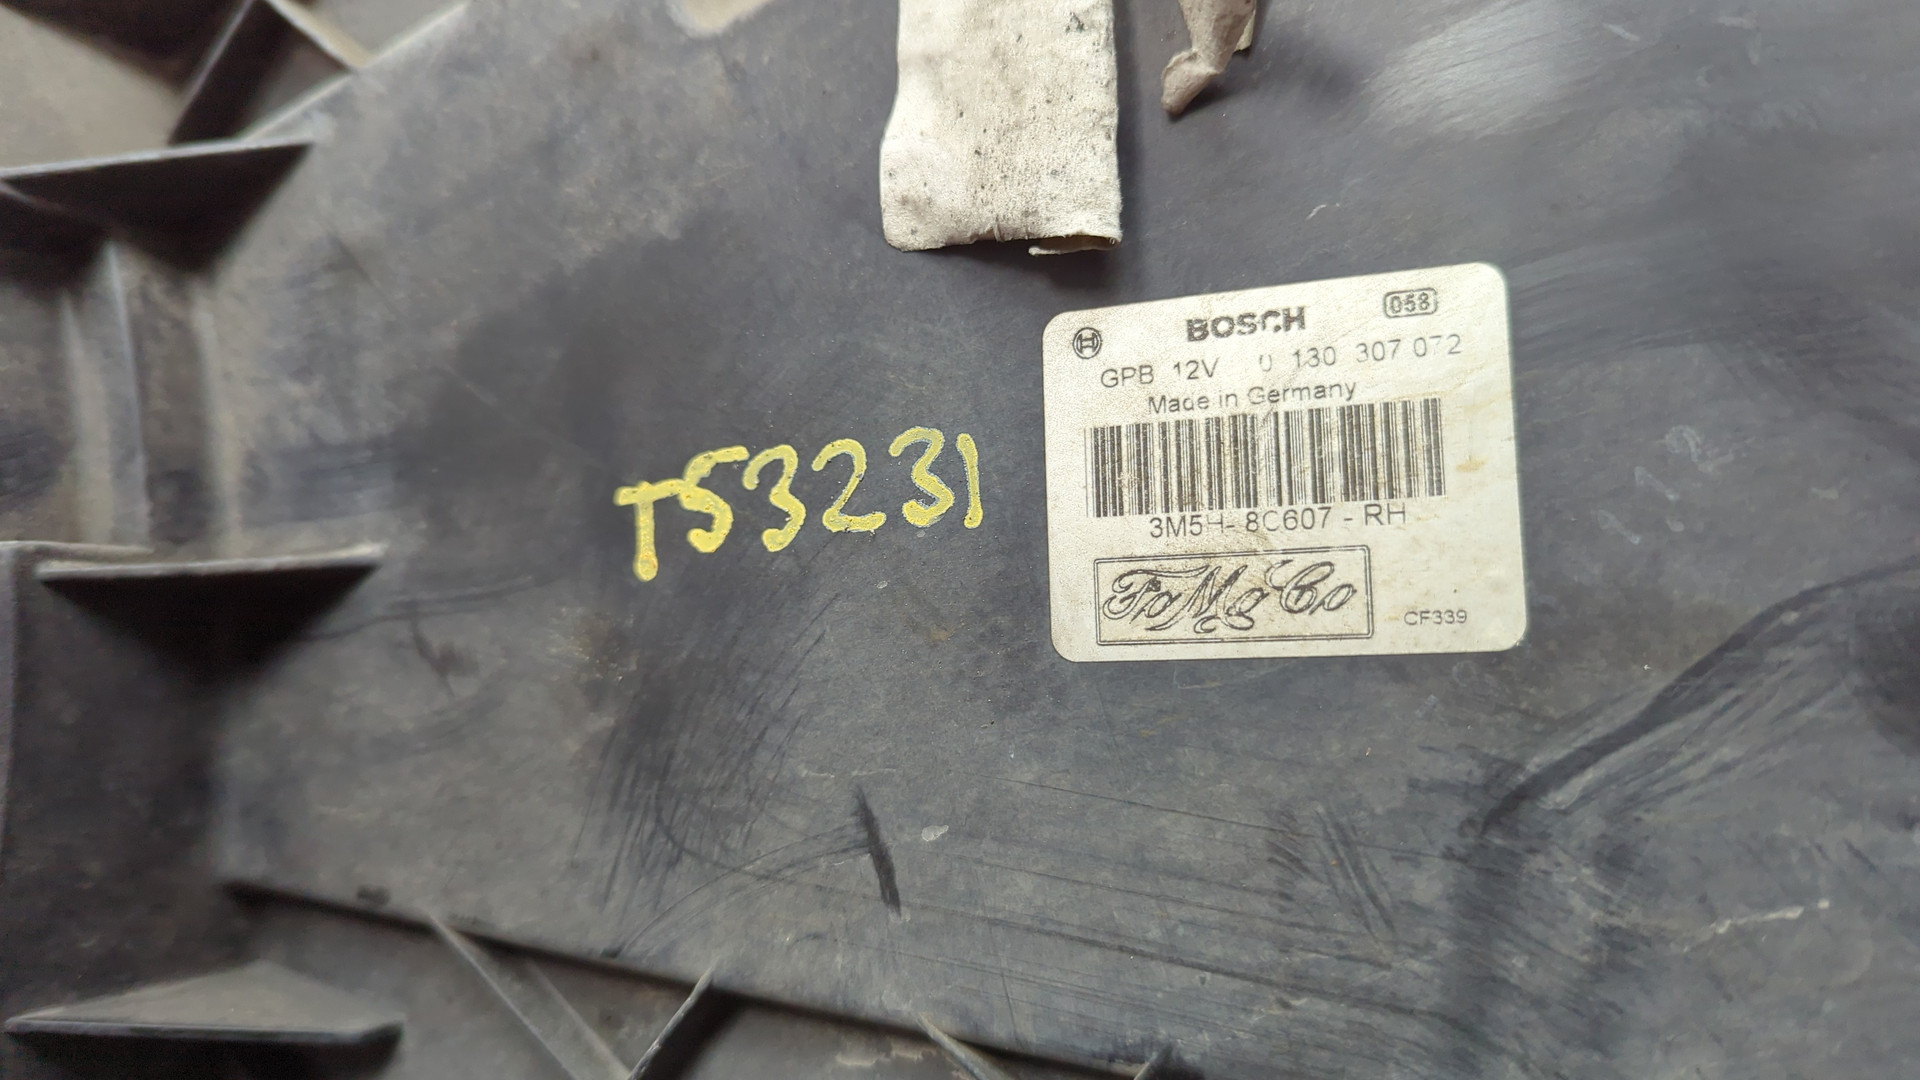 T53231
BOSCH 058
GPB 12V 0 130 307 072
Made in Germany
3M5H-8C607-RH
FoMoCo
CF339